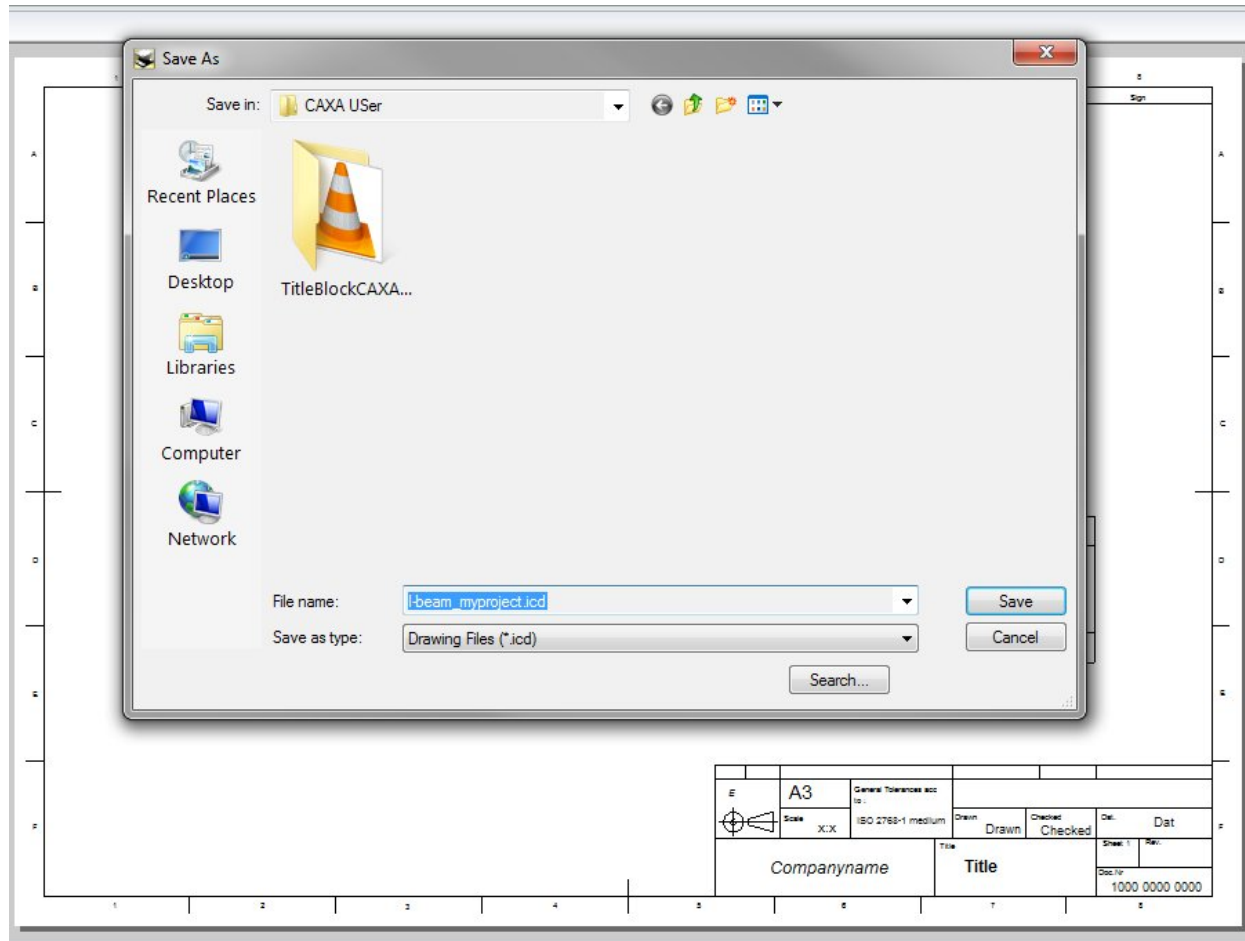 Save As
Save in:
CAXA USer
8
Sign
A
A
Recent Places
Desktop
TitleBlockCAXA...
B
B
Libraries
C
C
Computer
Network
D
D
File name:
I-beam_myproject.icd
Save
Save as type:
Drawing Files (*.icd)
Cancel
Search...
E
E
E
A3
General Tolerances acc
to :
Scale
X:X
ISO 2768-1 medium
Drawn
Drawn
Checked
Checked
Dat.
Dat
F
F
Companyname
Title
Title
Sheet 1
Rev.
Doc.Nr
1000 0000 0000
1
2
3
4
5
6
7
8